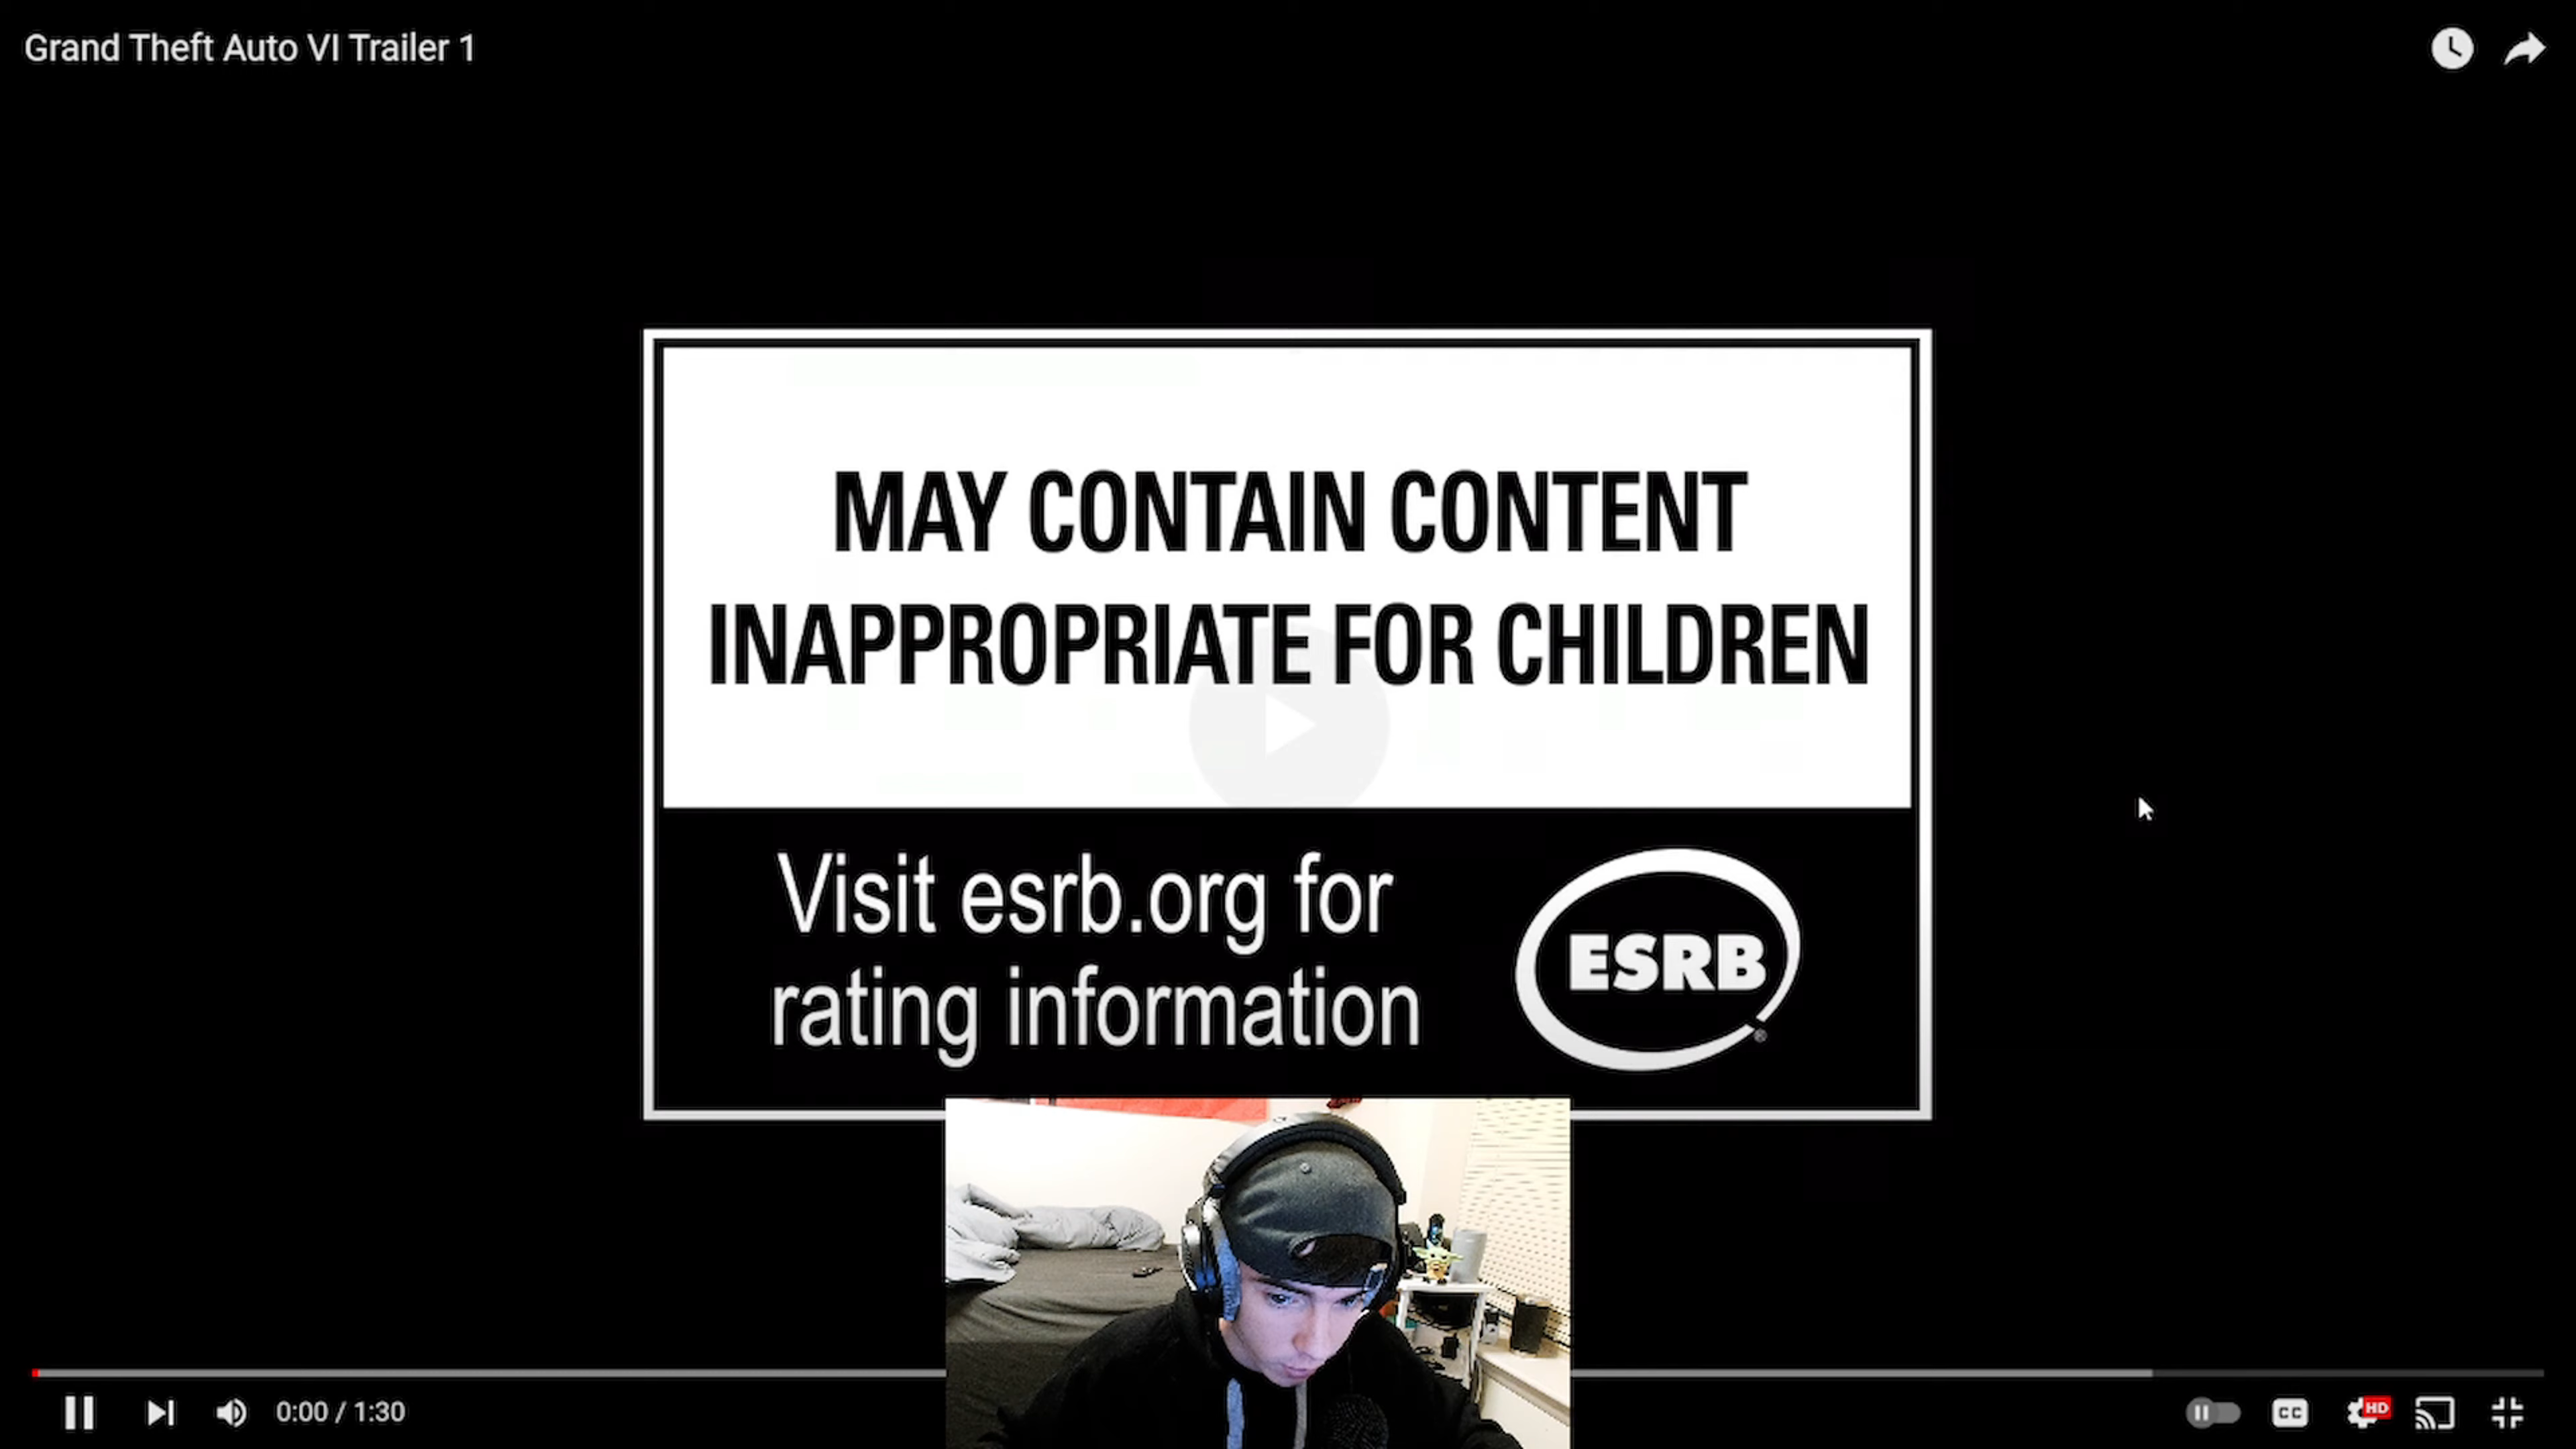 Grand Theft Auto VI Trailer 1
MAY CONTAIN CONTENT
INAPPROPRIATE FOR CHILDREN
Visit esrb.org for
rating information
ESRB
®
0:00 / 1:30
CC
HD